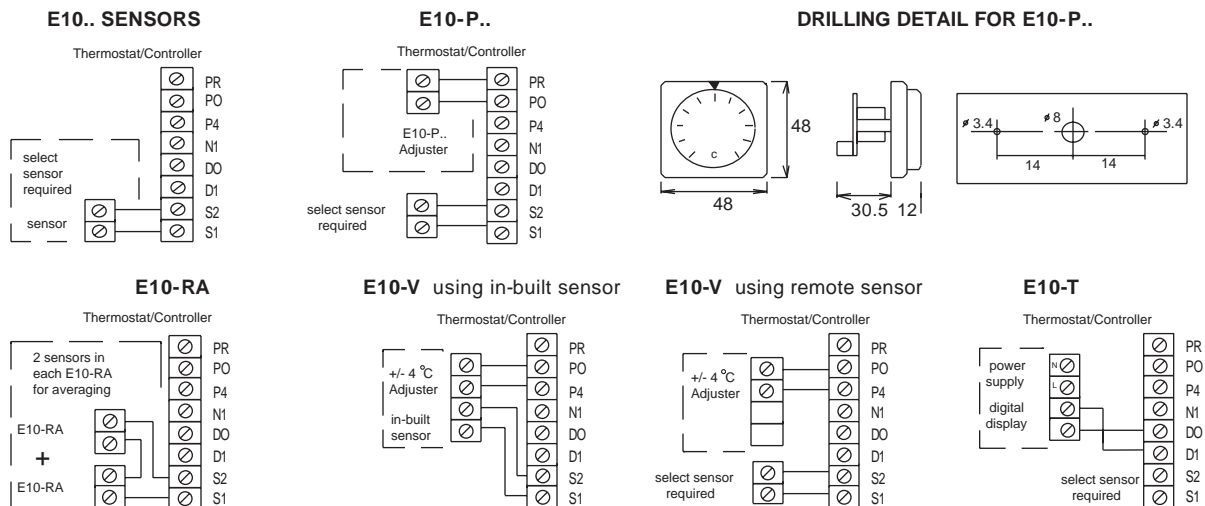 E10.. SENSORS
Thermostat/Controller
PR
PO
P4
N1
DO
D1
S2
S1
select
sensor
required
sensor
E10-P..
Thermostat/Controller
PR
PO
P4
N1
DO
D1
S2
S1
E10-P..
Adjuster
select sensor
required
DRILLING DETAIL FOR E10-P..
c
48
48
30.5 12
ø 3.4 ø 8 ø 3.4
14 14
E10-RA
Thermostat/Controller
2 sensors in
each E10-RA
for averaging
E10-RA
+
E10-RA
PR
PO
P4
N1
DO
D1
S2
S1
E10-V using in-built sensor
Thermostat/Controller
+/- 4 °C
Adjuster
in-built
sensor
PR
PO
P4
N1
DO
D1
S2
S1
E10-V using remote sensor
Thermostat/Controller
+/- 4 °C
Adjuster
select sensor
required
PR
PO
P4
N1
DO
D1
S2
S1
E10-T
Thermostat/Controller
power
supply
digital
display
N
L
select sensor
required
PR
PO
P4
N1
DO
D1
S2
S1